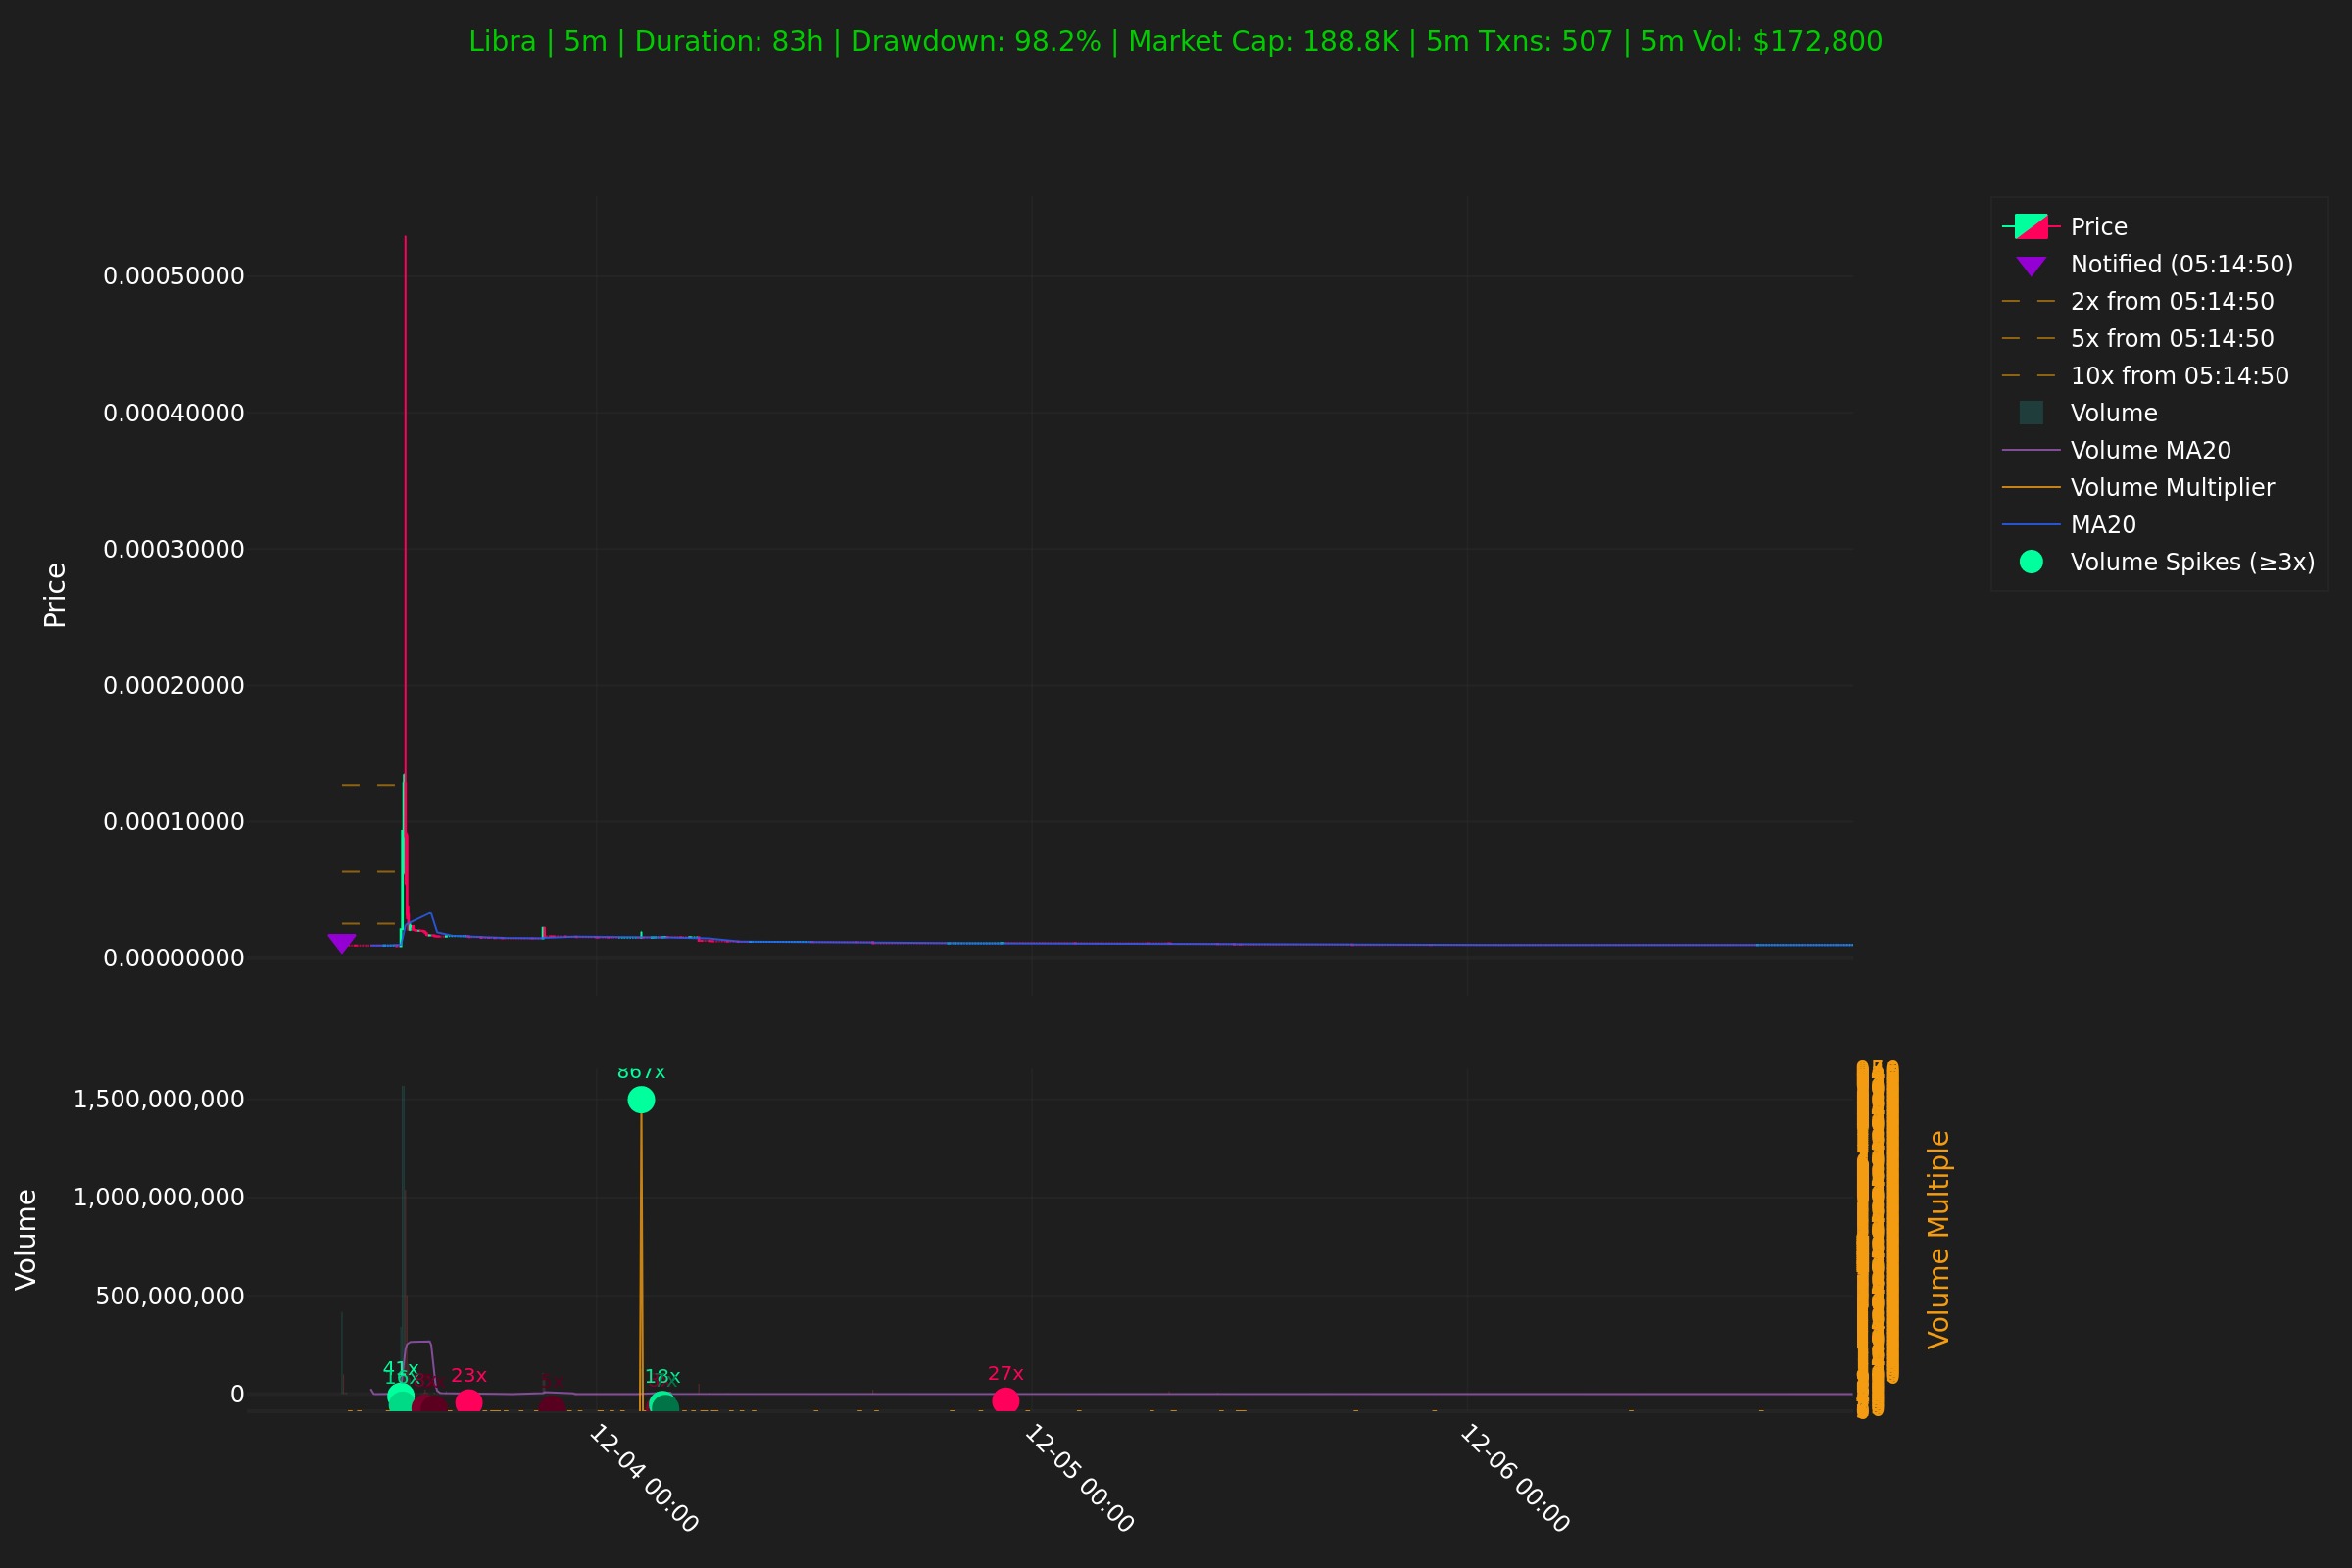 Libra | 5m | Duration: 83h | Drawdown: 98.2% | Market Cap: 188.8K | 5m Txns: 507 | 5m Vol: $172,800
Price
0.00050000
0.00040000
0.00030000
0.00020000
0.00010000
0.00000000
Price
Notified (05:14:50)
2x from 05:14:50
5x from 05:14:50
10x from 05:14:50
Volume
Volume MA20
Volume Multiplier
MA20
Volume Spikes (≥3x)
Volume
1,500,000,000
1,000,000,000
500,000,000
0
867x
41x
16x
23x
18x
27x
Volume Multiple
12-04 00:00
12-05 00:00
12-06 00:00